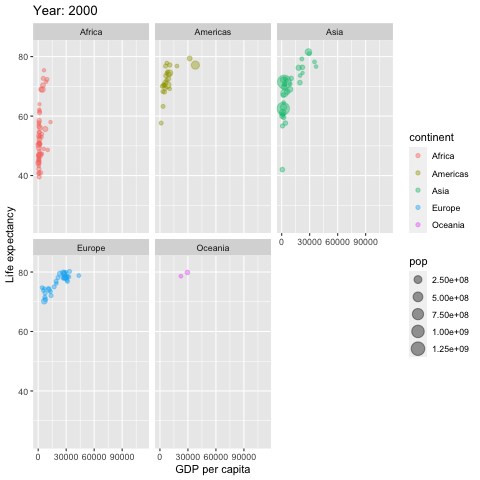 Year: 2000
Africa
Americas
Asia
80
60
40
0 30000 60000 90000
Europe
Oceania
80
60
40
0 30000 60000 90000
0 30000 60000 90000
Life expectancy
GDP per capita
continent
Africa
Americas
Asia
Europe
Oceania
pop
2.50e+08
5.00e+08
7.50e+08
1.00e+09
1.25e+09